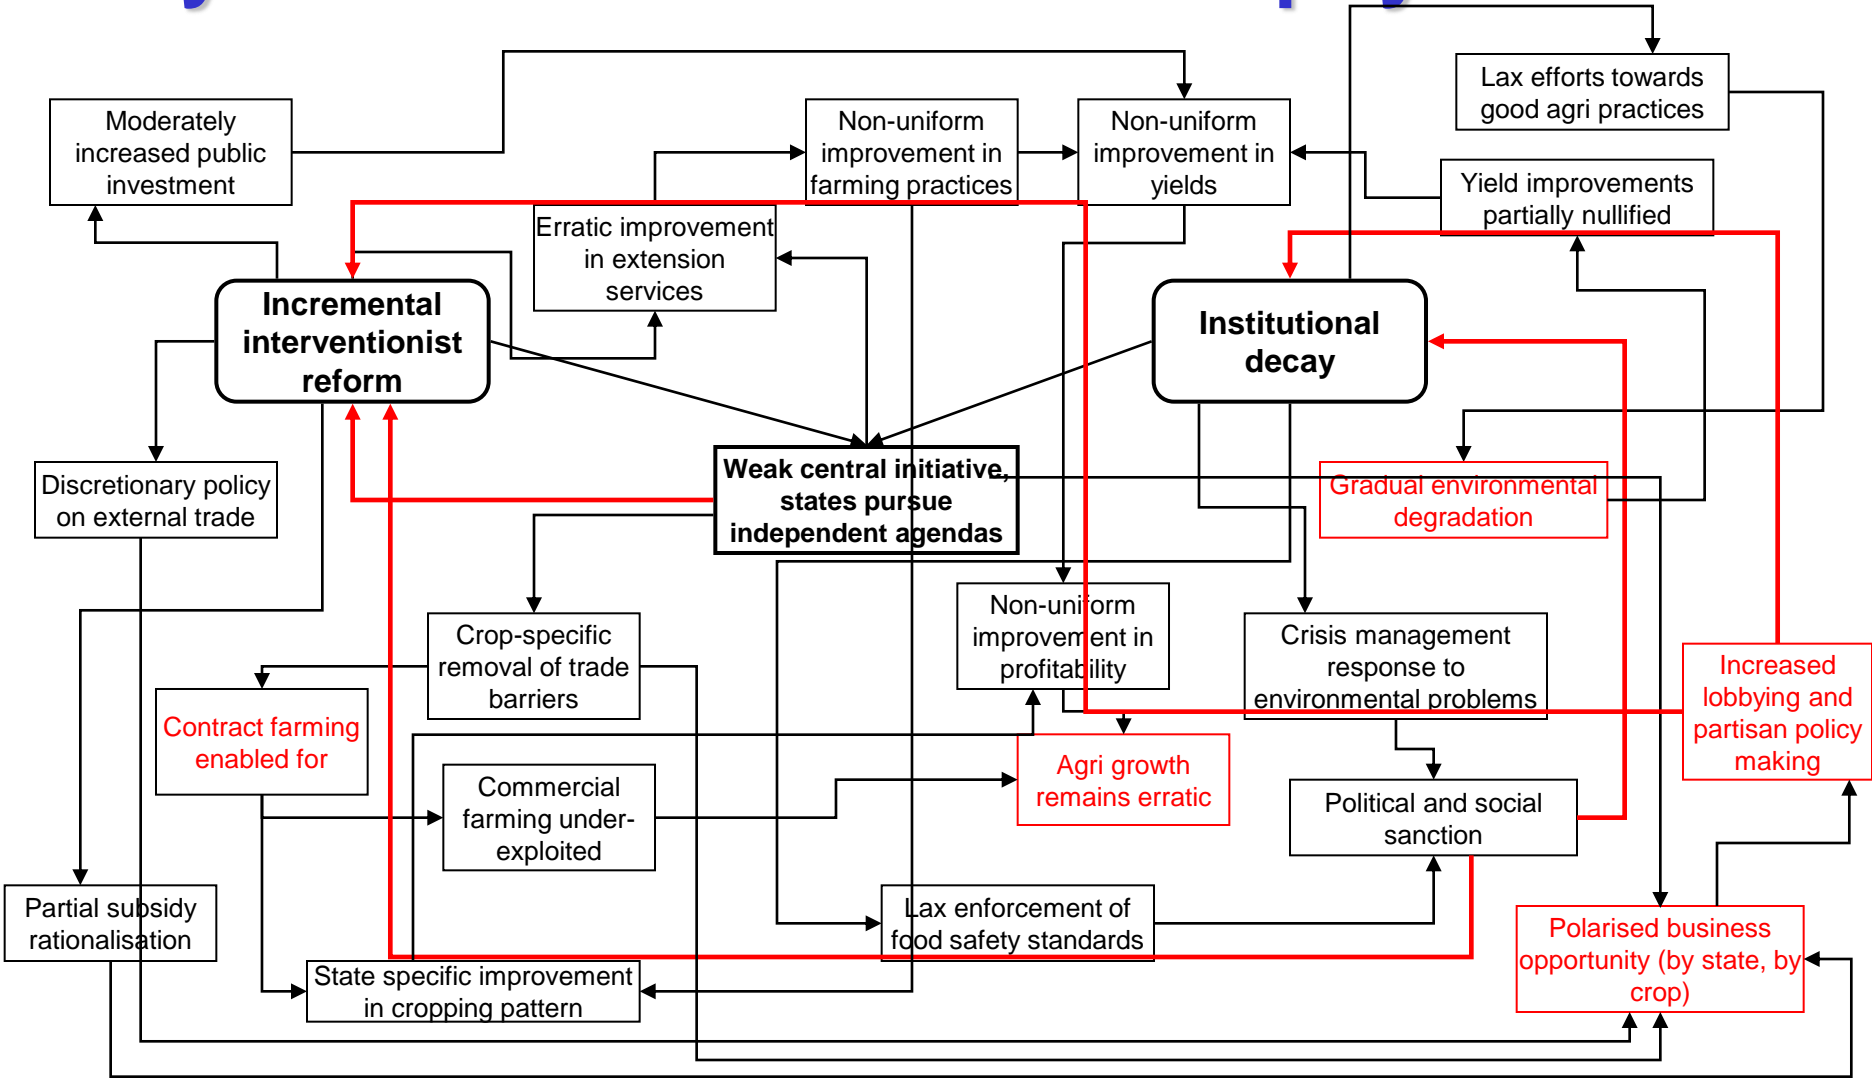 Lax efforts towards
good agri practices
Moderately
increased public
investment
Non-uniform
improvement in
farming practices
Non-uniform
improvement in
yields
Yield improvements
partially nullified
Erratic improvement
in extension
services
Incremental
interventionist
reform
Institutional
decay
Weak central initiative,
states pursue
independent agendas
Discretionary policy
on external trade
Gradual environmental
degradation
Non-uniform
improvement in
profitability
Crop-specific
removal of trade
barriers
Crisis management
response to
environmental problems
Increased
lobbying and
partisan policy
making
Contract farming
enabled for
Agri growth
remains erratic
Commercial
farming under-
exploited
Political and social
sanction
Partial subsidy
rationalisation
Lax enforcement of
food safety standards
Polarised business
opportunity (by state, by
crop)
State specific improvement
in cropping pattern